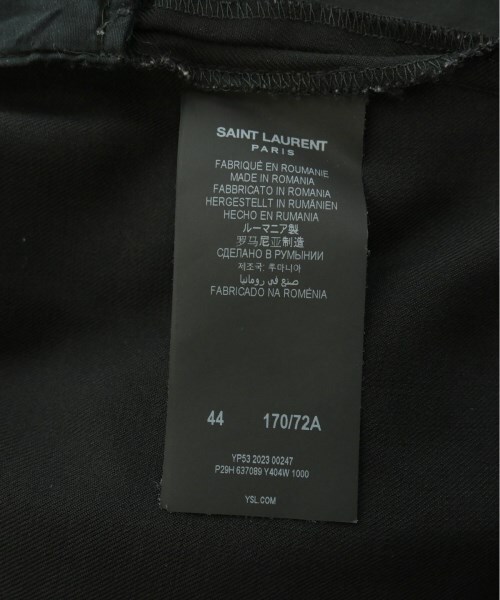 SAINT LAURENT
PARIS
FABRIQUÉ EN ROUMANIE
MADE IN ROMANIA
FABBRICATO IN ROMANIA
HERGESTELLT IN RUMÄNIEN
HECHO EN RUMANIA
ルーマニア製
罗马尼亚制造
СДЕЛАНО В РУМЫНИИ
제조국: 루마니아
صنع في رومانيا
FABRICADO NA ROMÉNIA
44 170/72A
YP53 2023 00247
P29H 637089 Y404W 1000
YSL.COM